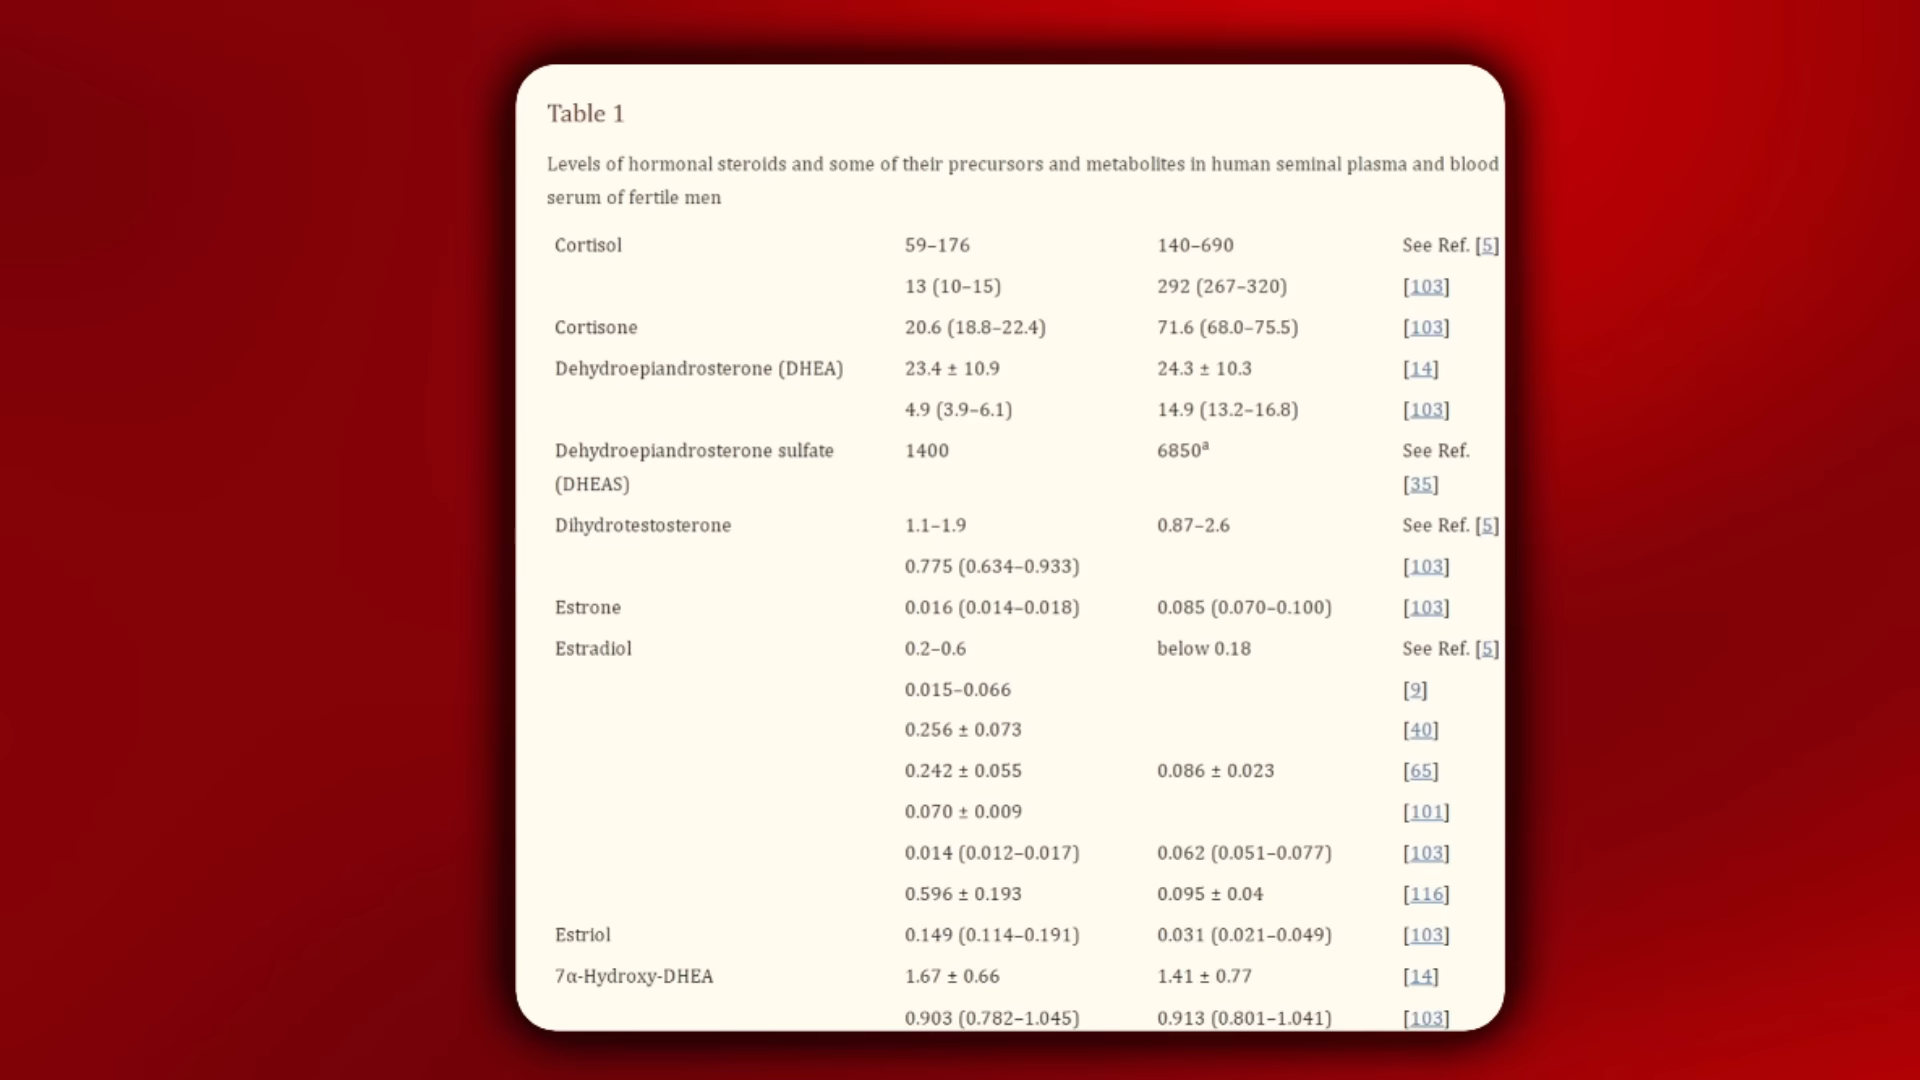 Table 1
Levels of hormonal steroids and some of their precursors and metabolites in human seminal plasma and blood
serum of fertile men
Cortisol 59–176 140–690 See Ref. [5]
13 (10–15) 292 (267–320) [103]
Cortisone 20.6 (18.8–22.4) 71.6 (68.0–75.5) [103]
Dehydroepiandrosterone (DHEA) 23.4 ± 10.9 24.3 ± 10.3 [14]
4.9 (3.9–6.1) 14.9 (13.2–16.8) [103]
Dehydroepiandrosterone sulfate 1400 6850ᵃ See Ref.
(DHEAS) [35]
Dihydrotestosterone 1.1–1.9 0.87–2.6 See Ref. [5]
0.775 (0.634–0.933) [103]
Estrone 0.016 (0.014–0.018) 0.085 (0.070–0.100) [103]
Estradiol 0.2–0.6 below 0.18 See Ref. [5]
0.015–0.066 [9]
0.256 ± 0.073 [40]
0.242 ± 0.055 0.086 ± 0.023 [65]
0.070 ± 0.009 [101]
0.014 (0.012–0.017) 0.062 (0.051–0.077) [103]
0.596 ± 0.193 0.095 ± 0.04 [116]
Estriol 0.149 (0.114–0.191) 0.031 (0.021–0.049) [103]
7α-Hydroxy-DHEA 1.67 ± 0.66 1.41 ± 0.77 [14]
0.903 (0.782–1.045) 0.913 (0.801–1.041) [103]